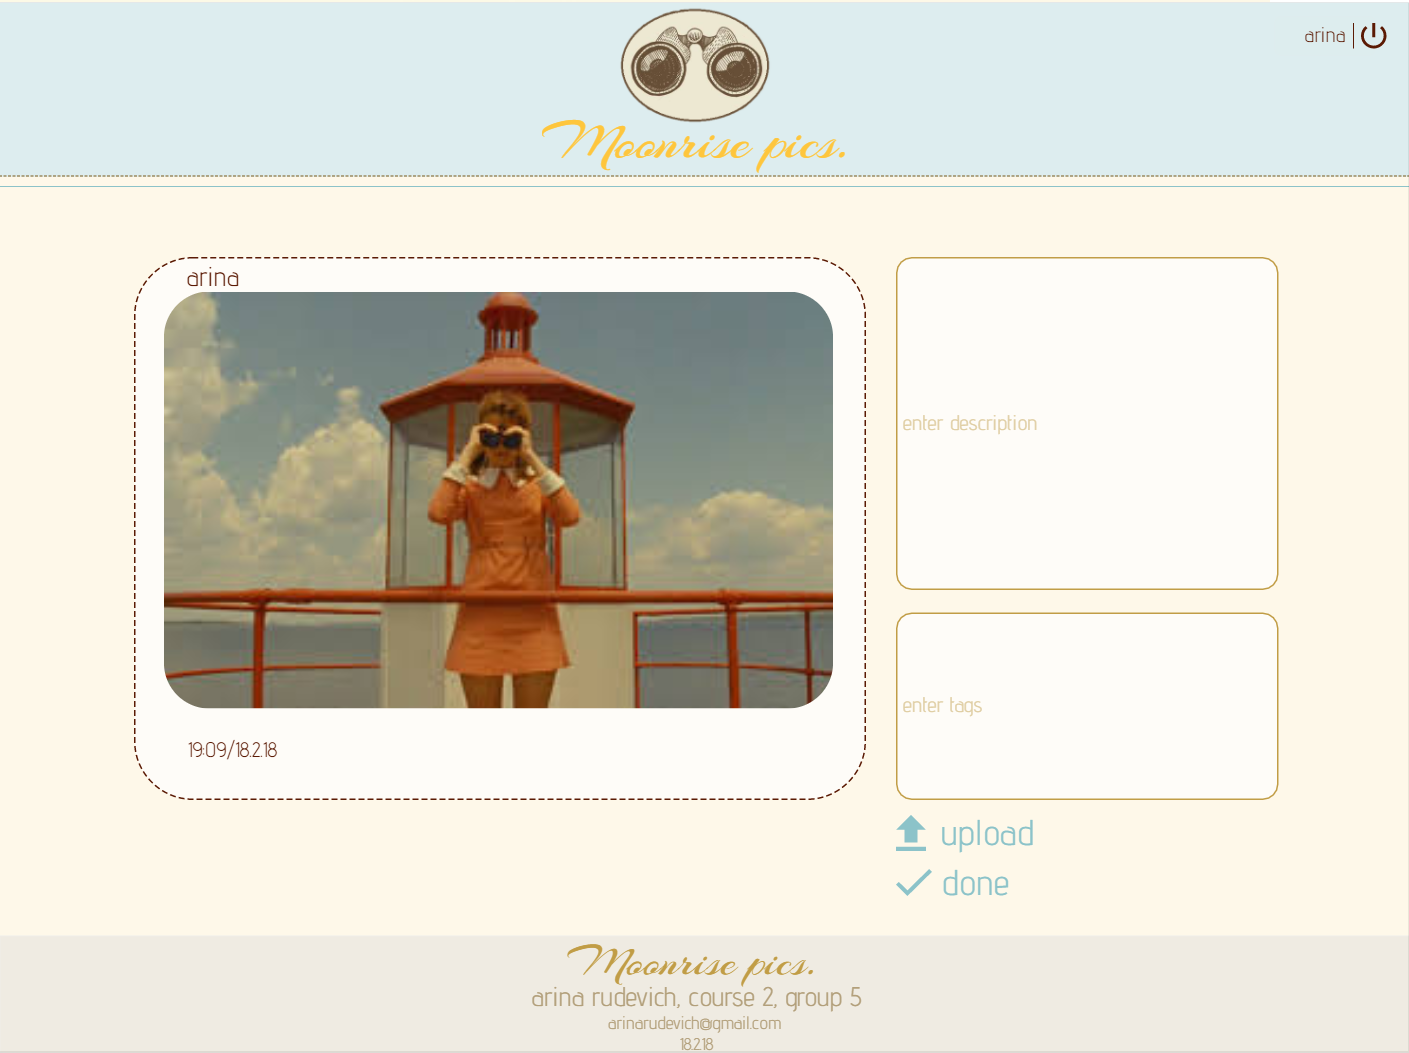 arina
Moonrise pics.
arina
enter description
enter tags
19:09/18.2.18
upload
done
Moonrise pics.
arina rudevich, course 2, group 5
arinarudevich@gmail.com
18.2.18